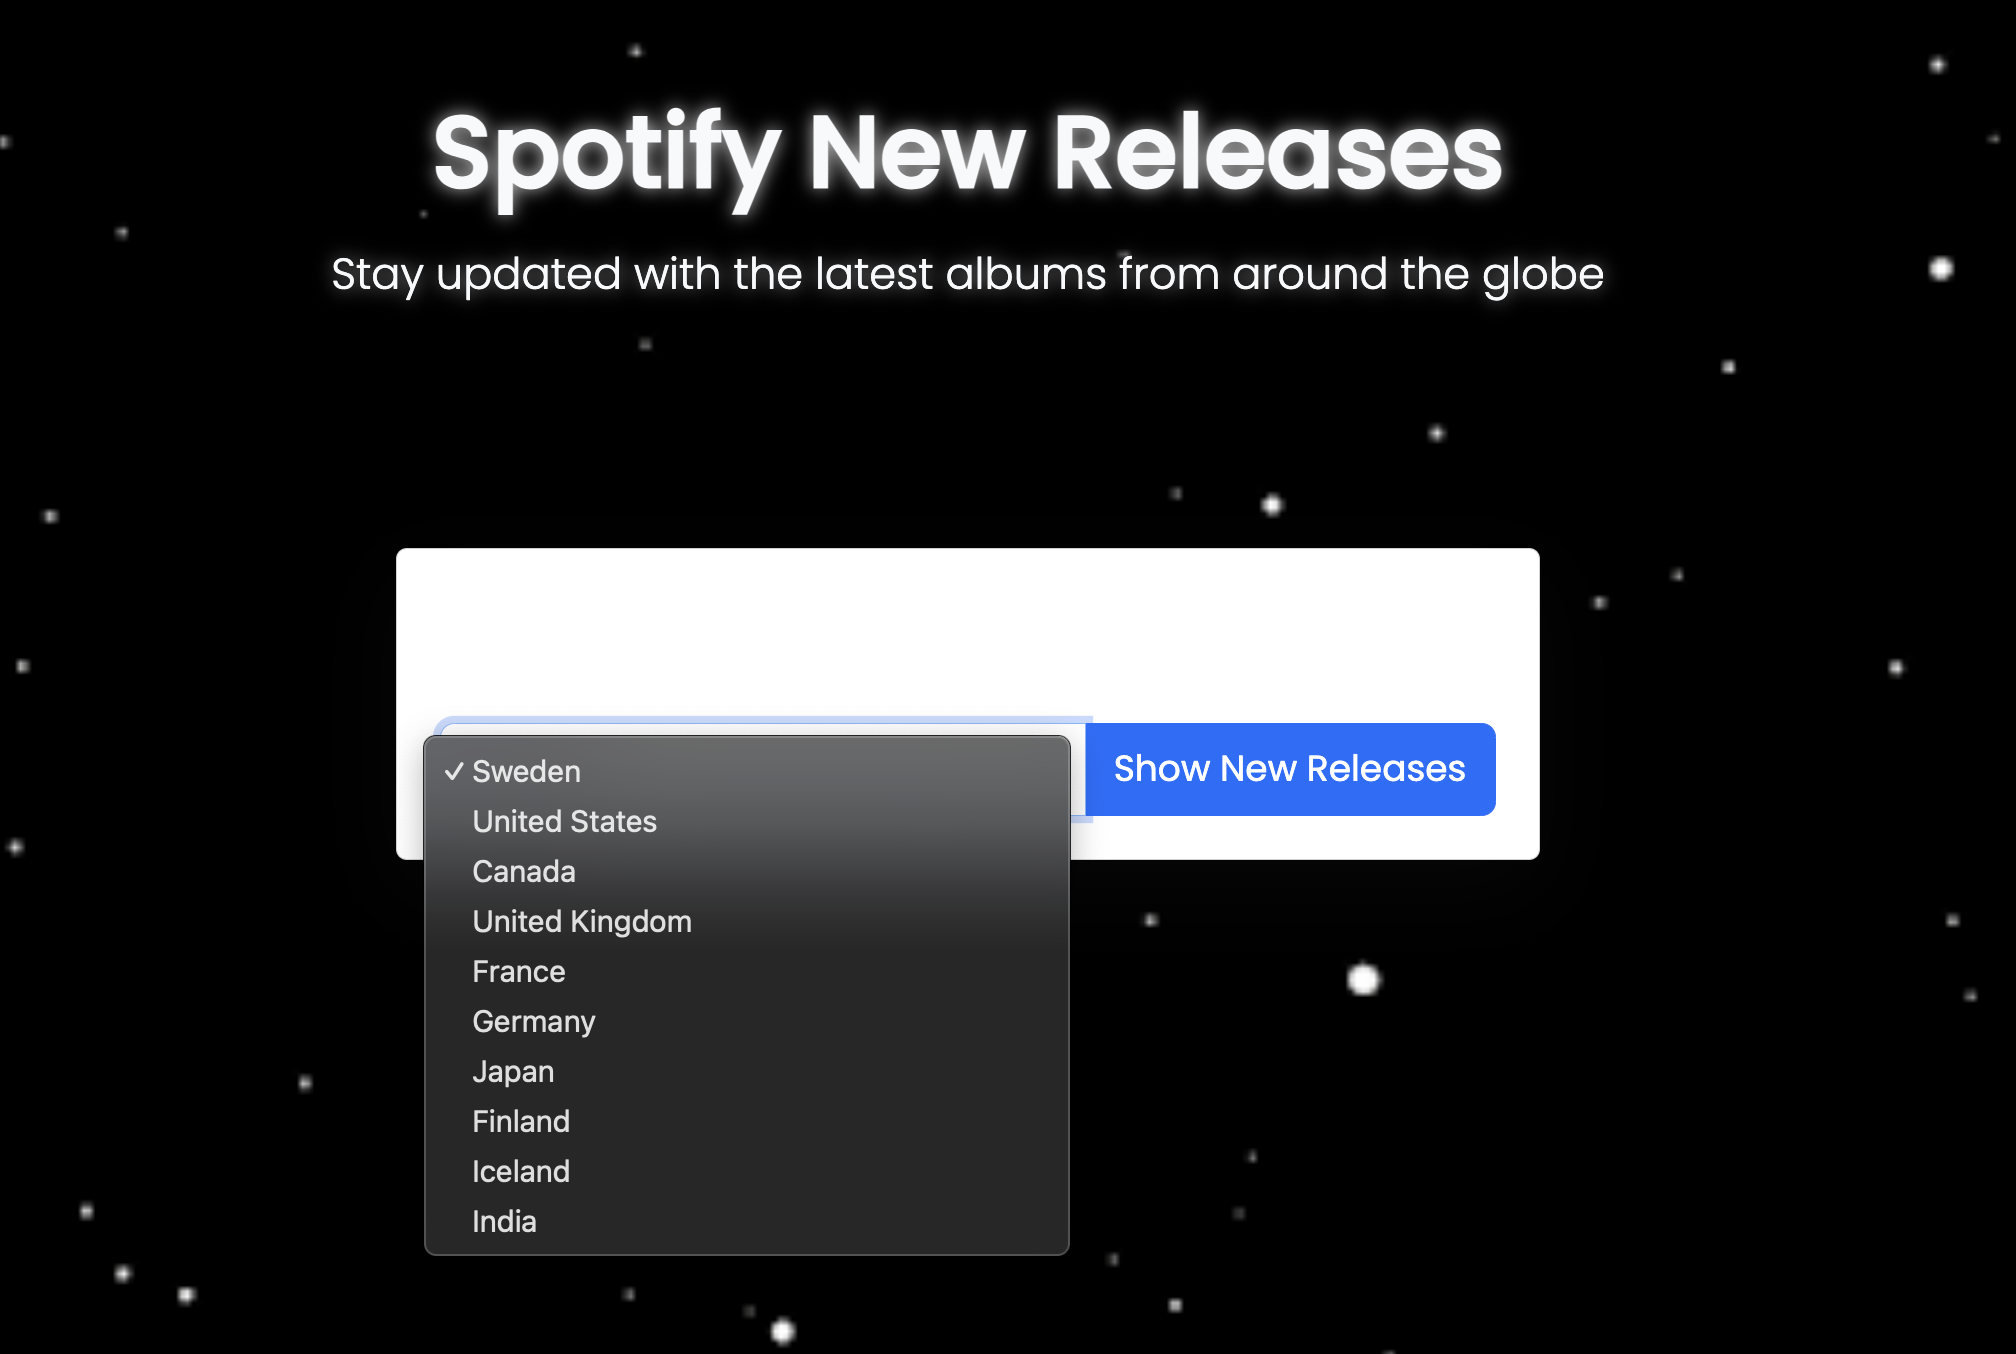 Spotify New Releases
Stay updated with the latest albums from around the globe
✓ Sweden
Show New Releases
United States
Canada
United Kingdom
France
Germany
Japan
Finland
Iceland
India